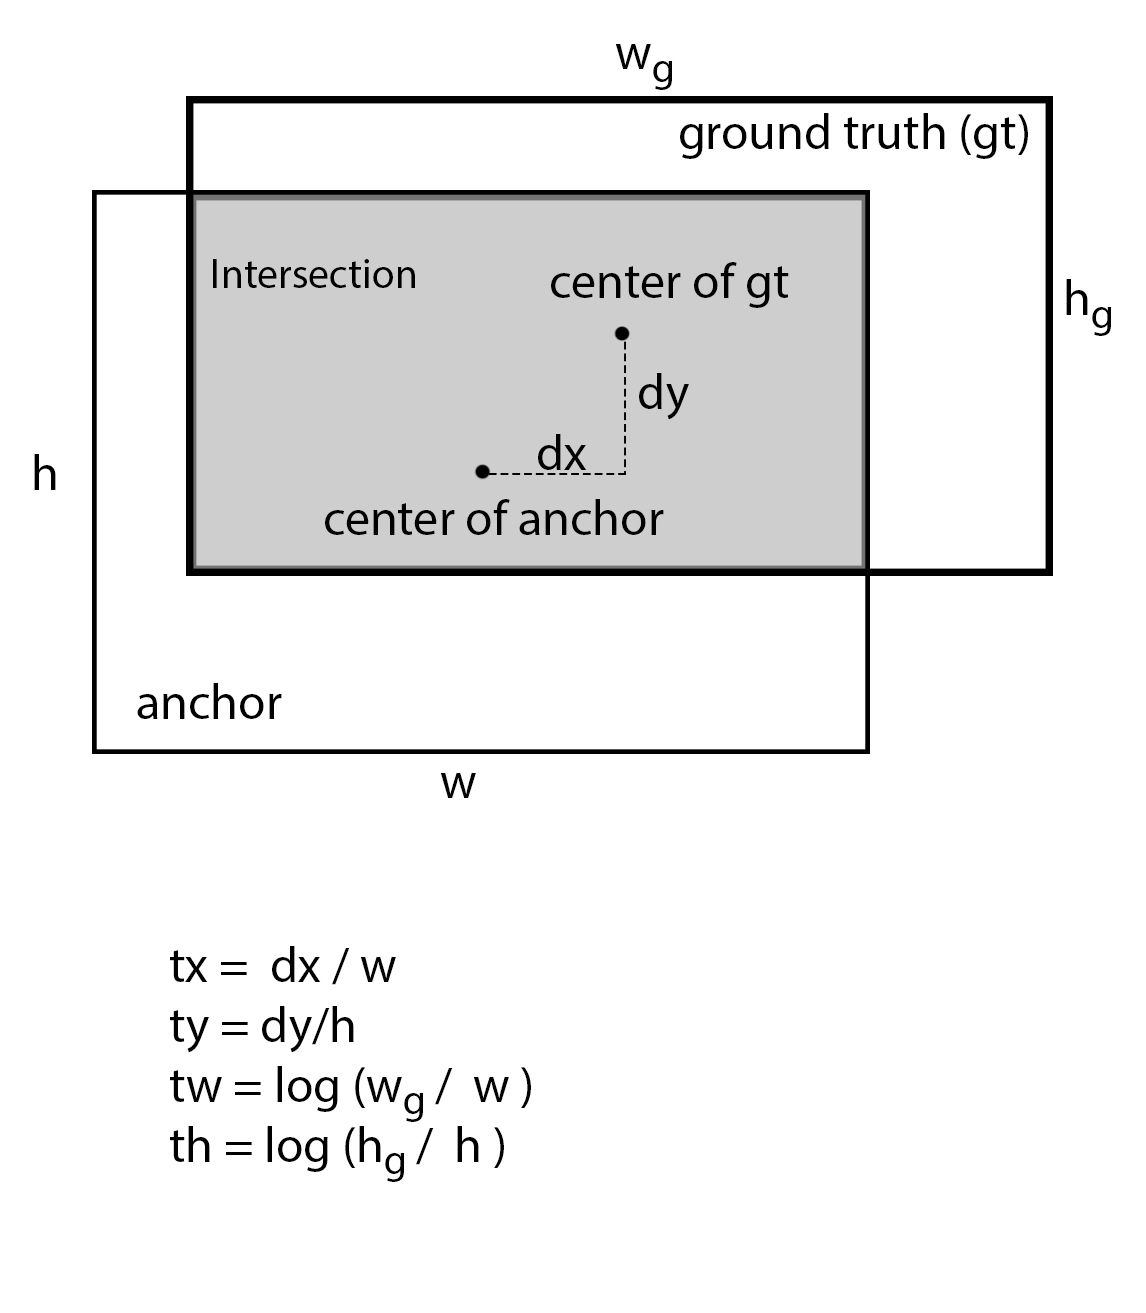 w_g
ground truth (gt)
Intersection
center of gt
h_g
dy
dx
h
center of anchor
anchor
w
tx = dx / w
ty = dy/h
tw = log (w_g / w )
th = log (h_g / h )